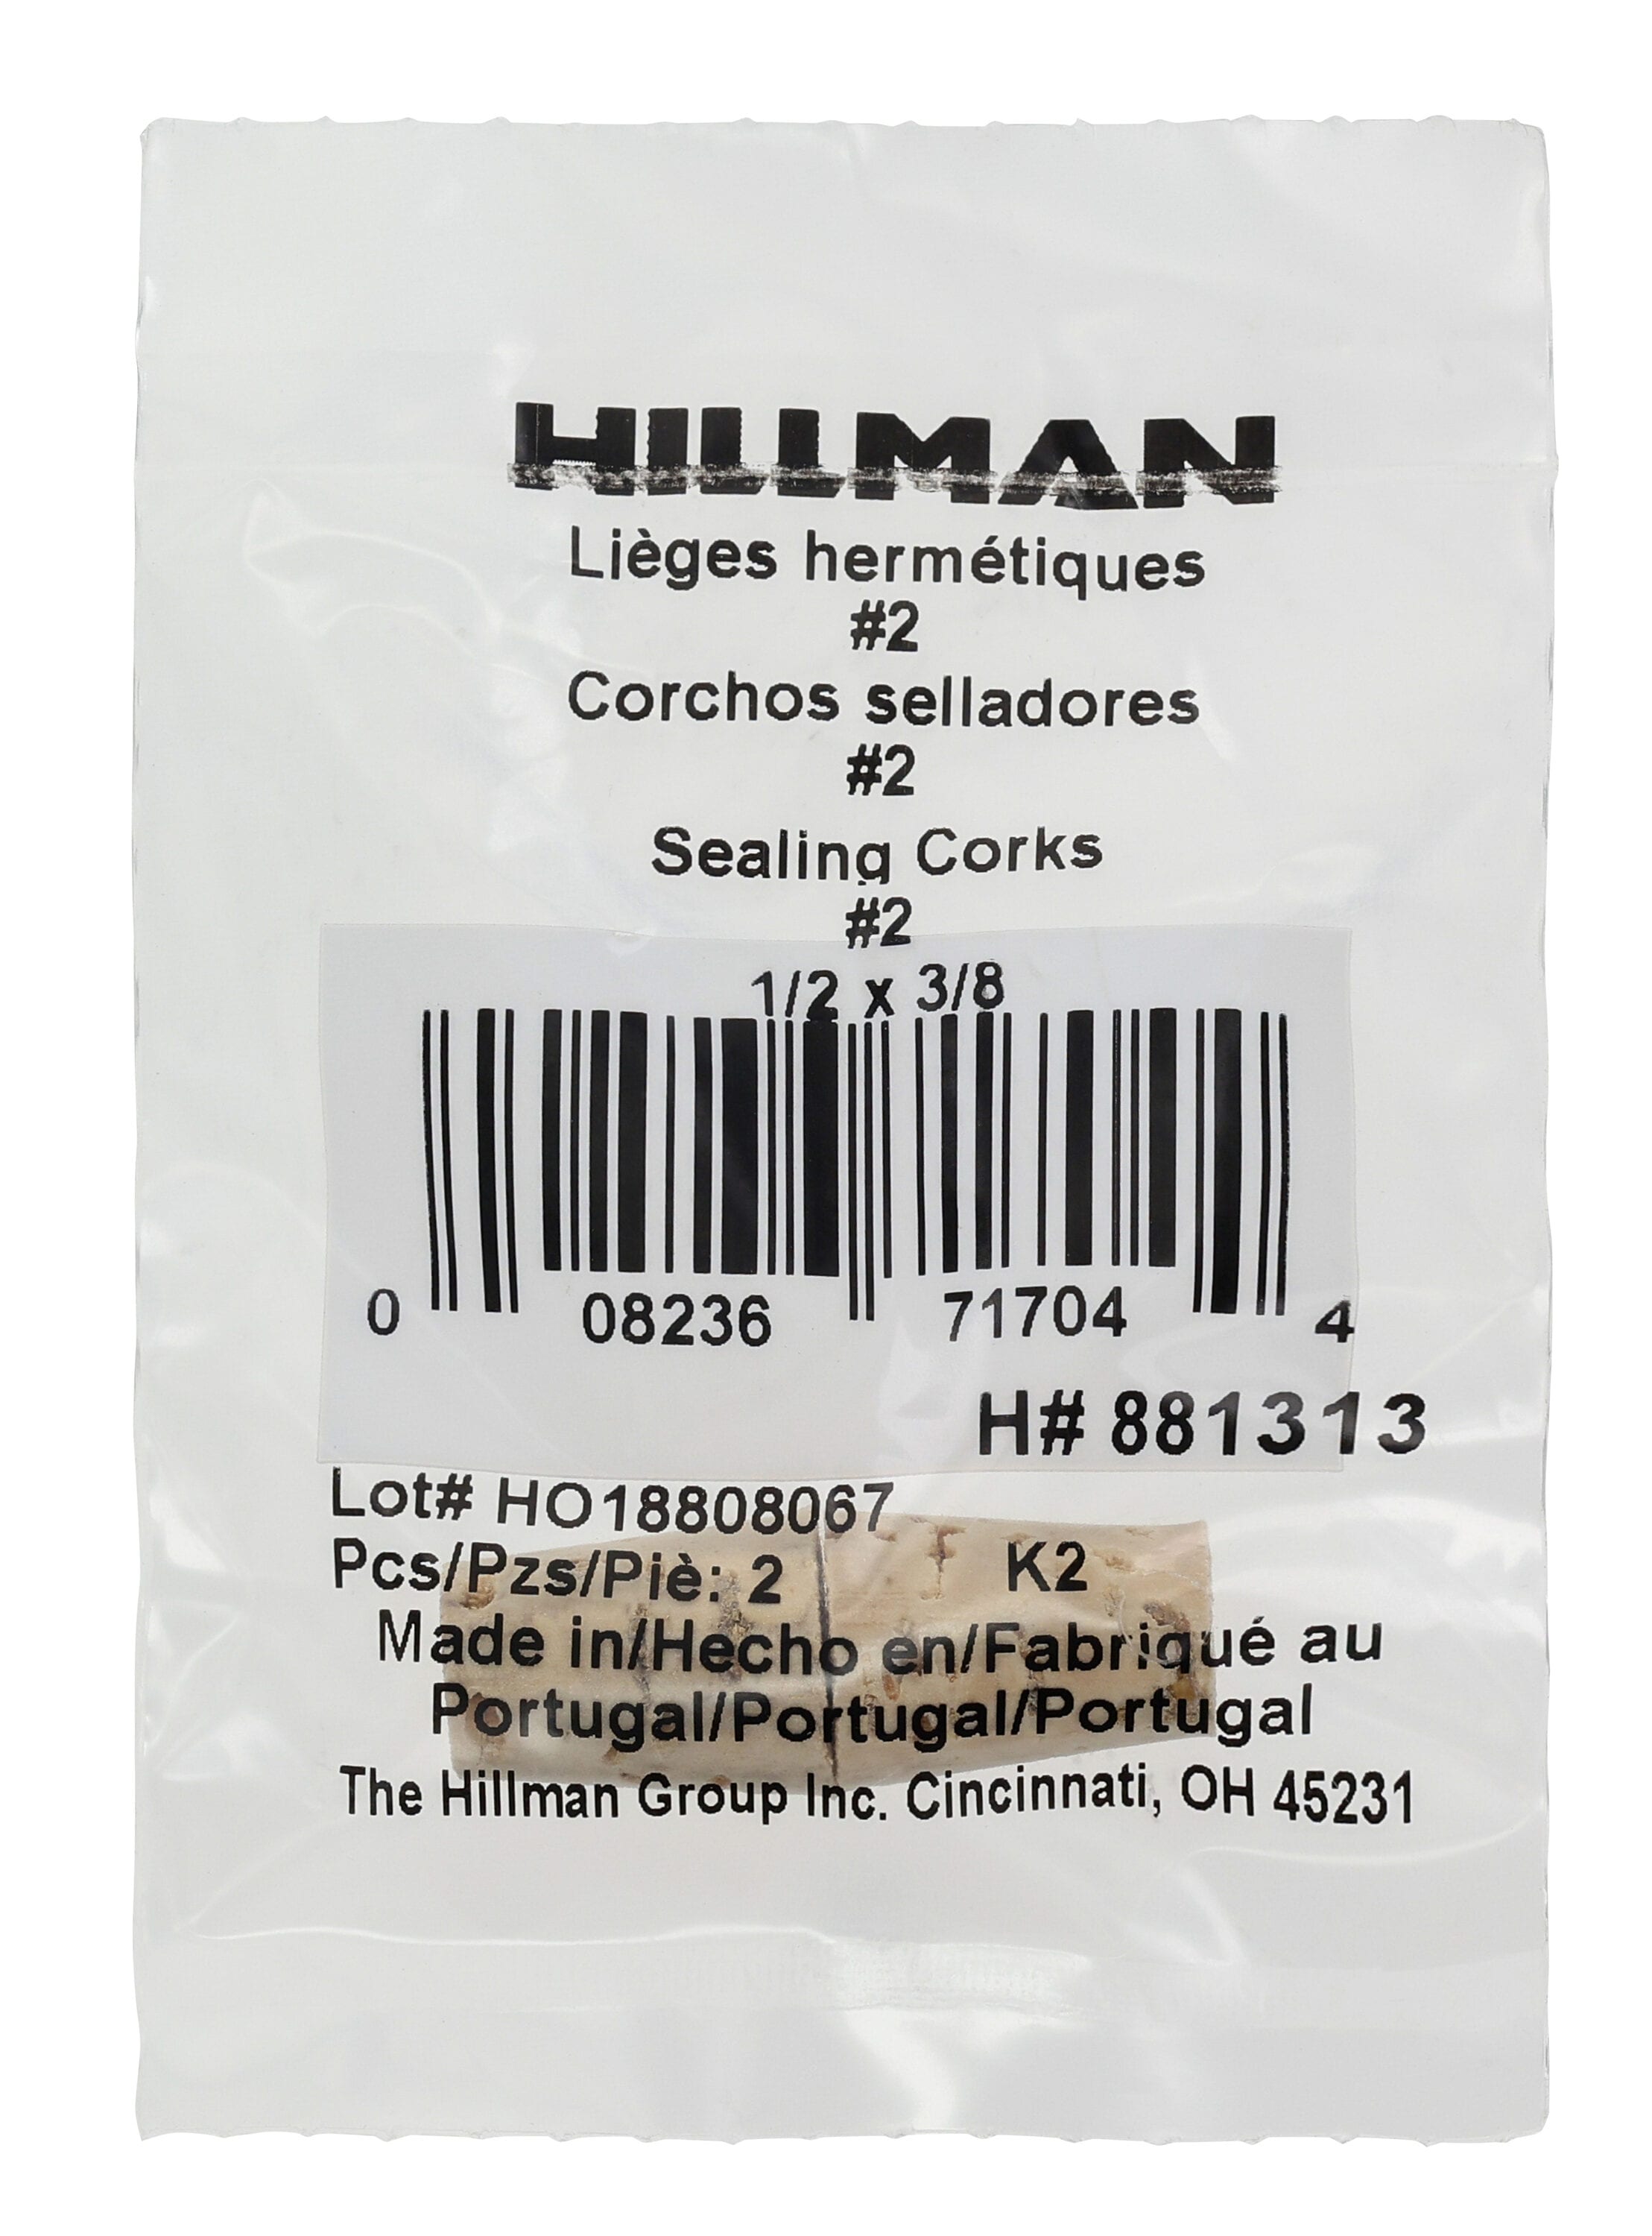 HILLMAN
Lièges hermétiques
#2
Corchos selladores
#2
Sealing Corks
#2
1/2 x 3/8
0 08236 71704 4
H# 881313
Lot# HO18808067
Pcs/Pzs/Piè: 2 K2
Made in/Hecho en/Fabriqué au
Portugal/Portugal/Portugal
The Hillman Group Inc. Cincinnati, OH 45231